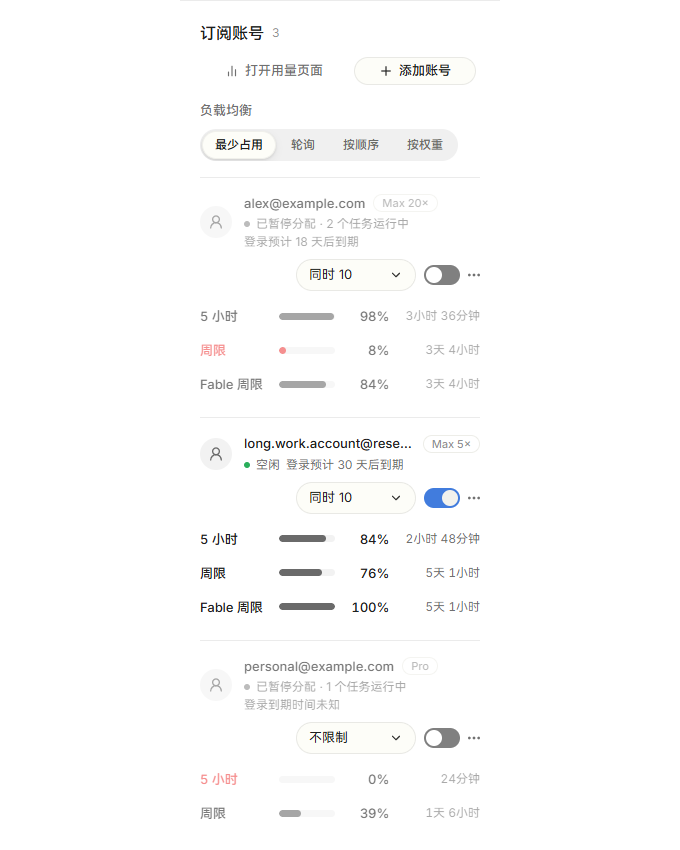 订阅账号 3
打开用量页面 添加账号
负载均衡
最少占用 轮询 按顺序 按权重
alex@example.com Max 20×
已暂停分配 · 2 个任务运行中
登录预计 18 天后到期
同时 10
5 小时 98% 3小时 36分钟
周限 8% 3天 4小时
Fable 周限 84% 3天 4小时
long.work.account@rese... Max 5×
空闲 登录预计 30 天后到期
同时 10
5 小时 84% 2小时 48分钟
周限 76% 5天 1小时
Fable 周限 100% 5天 1小时
personal@example.com Pro
已暂停分配 · 1 个任务运行中
登录到期时间未知
不限制
5 小时 0% 24分钟
周限 39% 1天 6小时